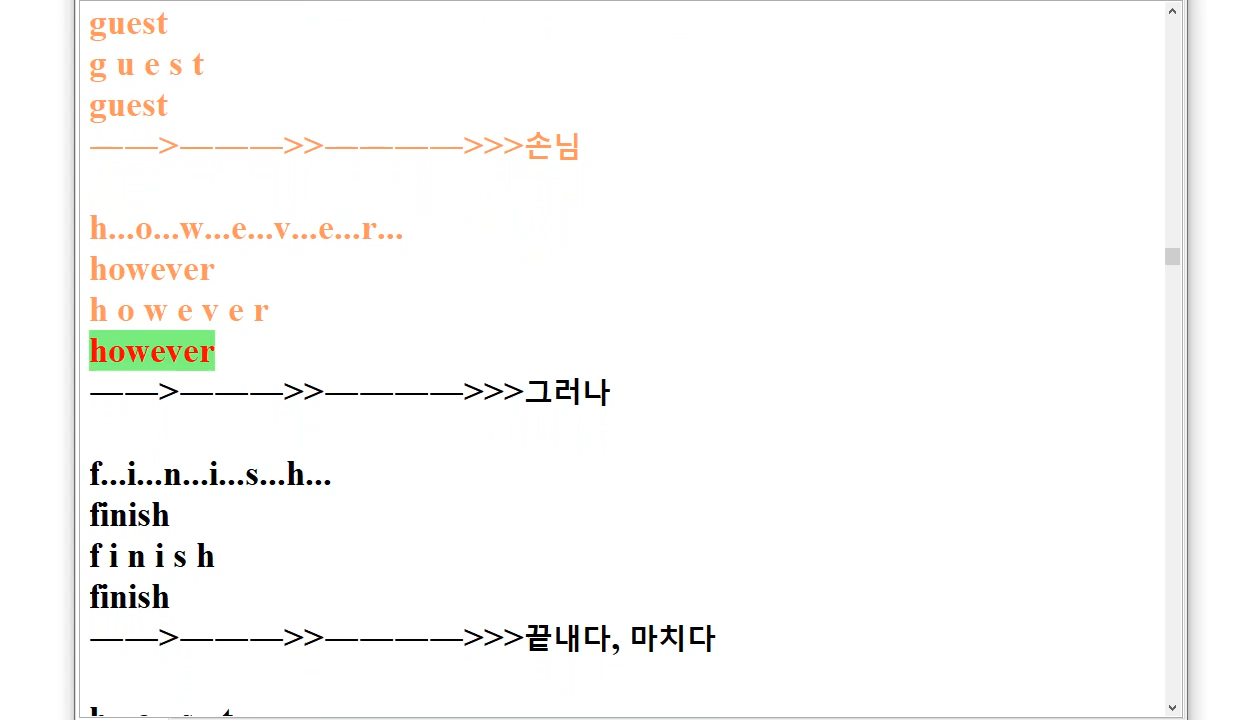 guest
g u e s t
guest
——>———>>————>>>손님
h...o...w...e...v...e...r...
however
h o w e v e r
however
——>———>>————>>>그러나
f...i...n...i...s...h...
finish
f i n i s h
finish
——>———>>————>>>끝내다, 마치다